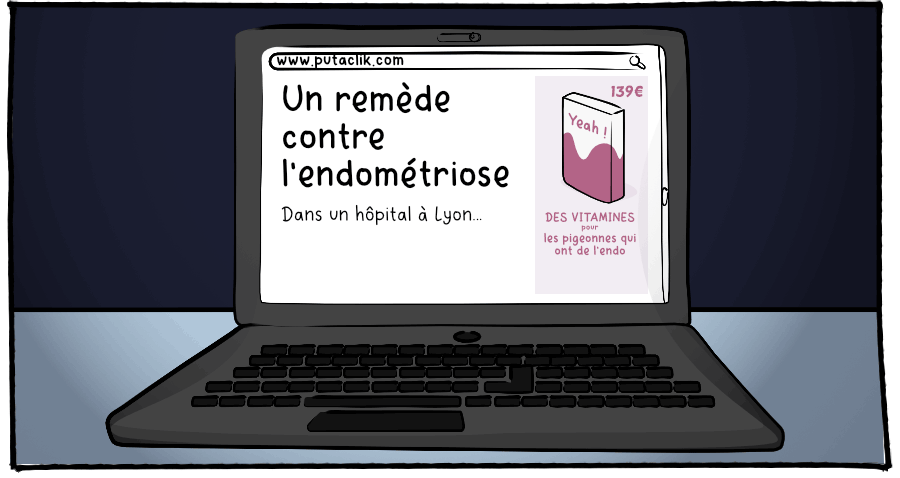 www.putaclik.com
Un remède
contre
l'endométriose
Dans un hôpital à Lyon...
139€
Yeah !
DES VITAMINES
pour
les pigeonnes qui
ont de l'endo